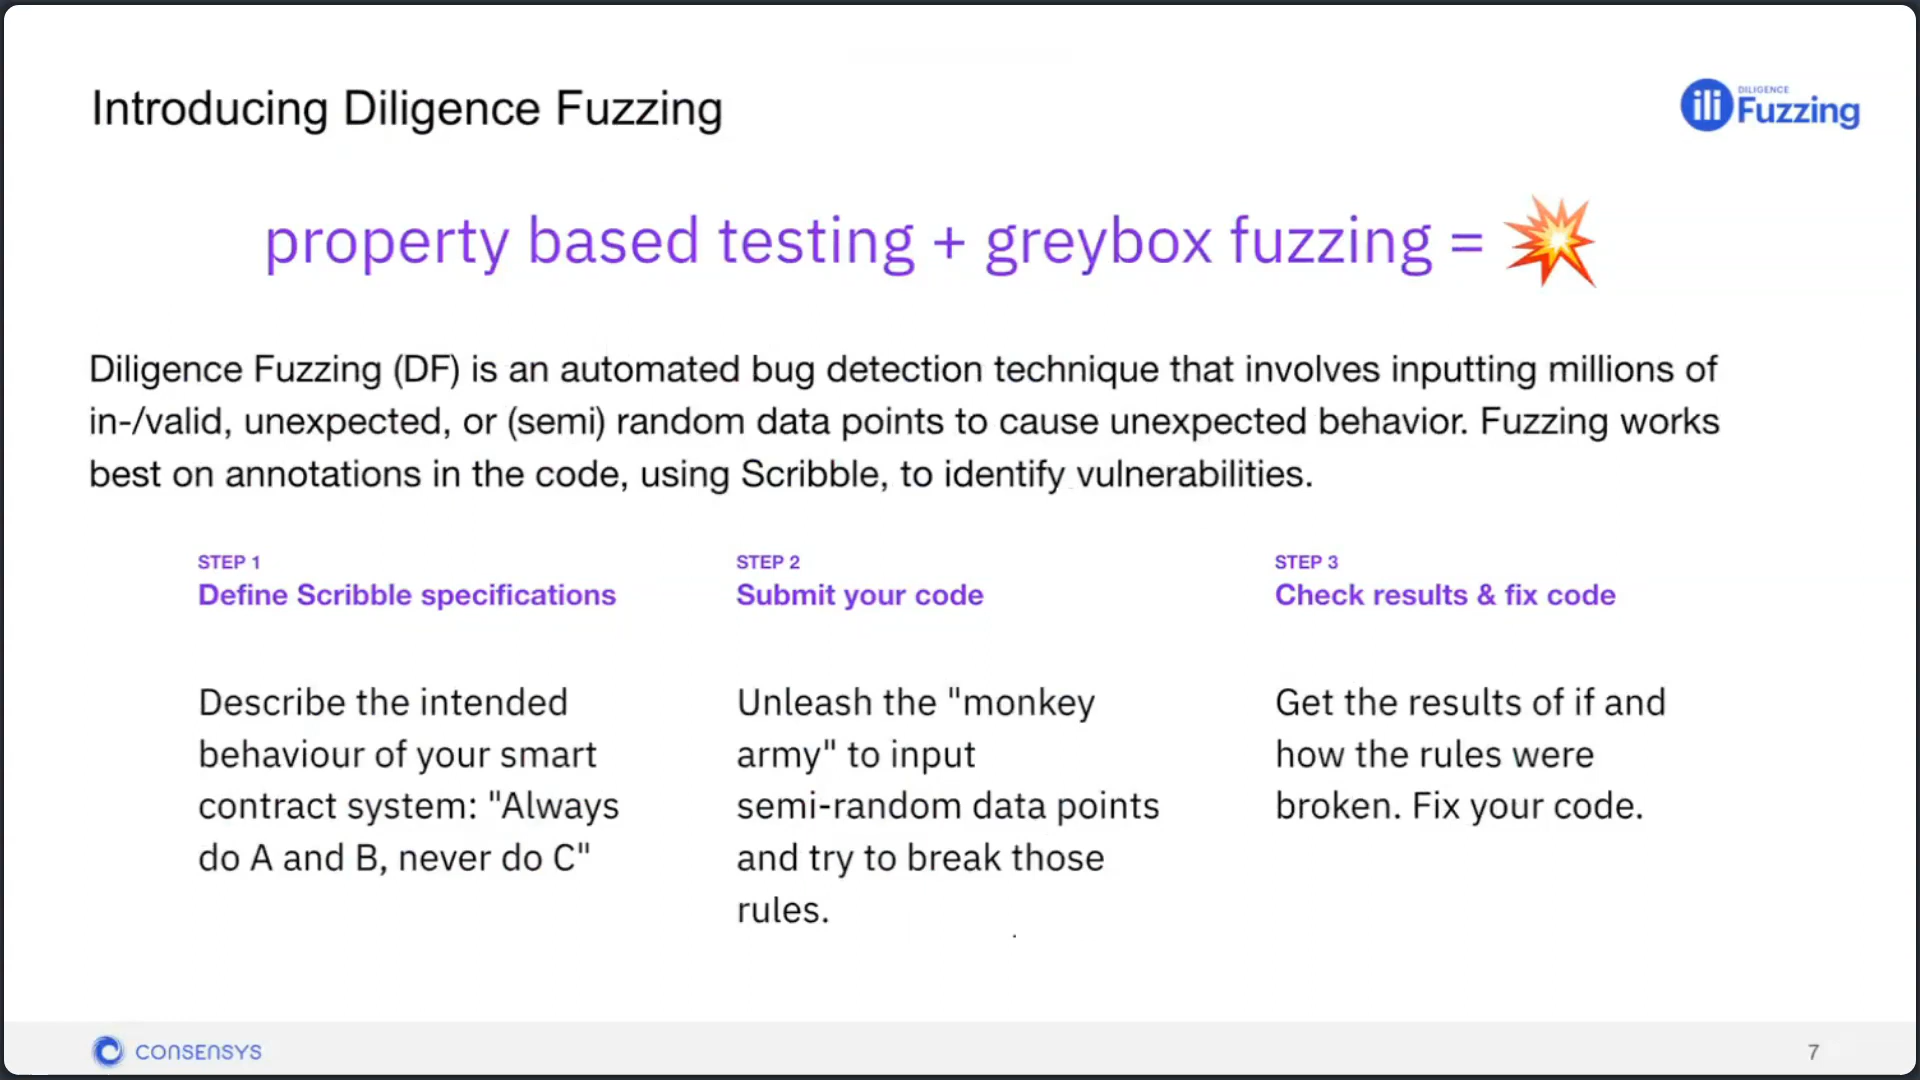 Introducing Diligence Fuzzing
DILIGENCE
Fuzzing
property based testing + greybox fuzzing = 💥
Diligence Fuzzing (DF) is an automated bug detection technique that involves inputting millions of
in-/valid, unexpected, or (semi) random data points to cause unexpected behavior. Fuzzing works
best on annotations in the code, using Scribble, to identify vulnerabilities.
STEP 1
Define Scribble specifications
Describe the intended
behaviour of your smart
contract system: "Always
do A and B, never do C"
STEP 2
Submit your code
Unleash the "monkey
army" to input
semi-random data points
and try to break those
rules.
STEP 3
Check results & fix code
Get the results of if and
how the rules were
broken. Fix your code.
CONSENSYS
7